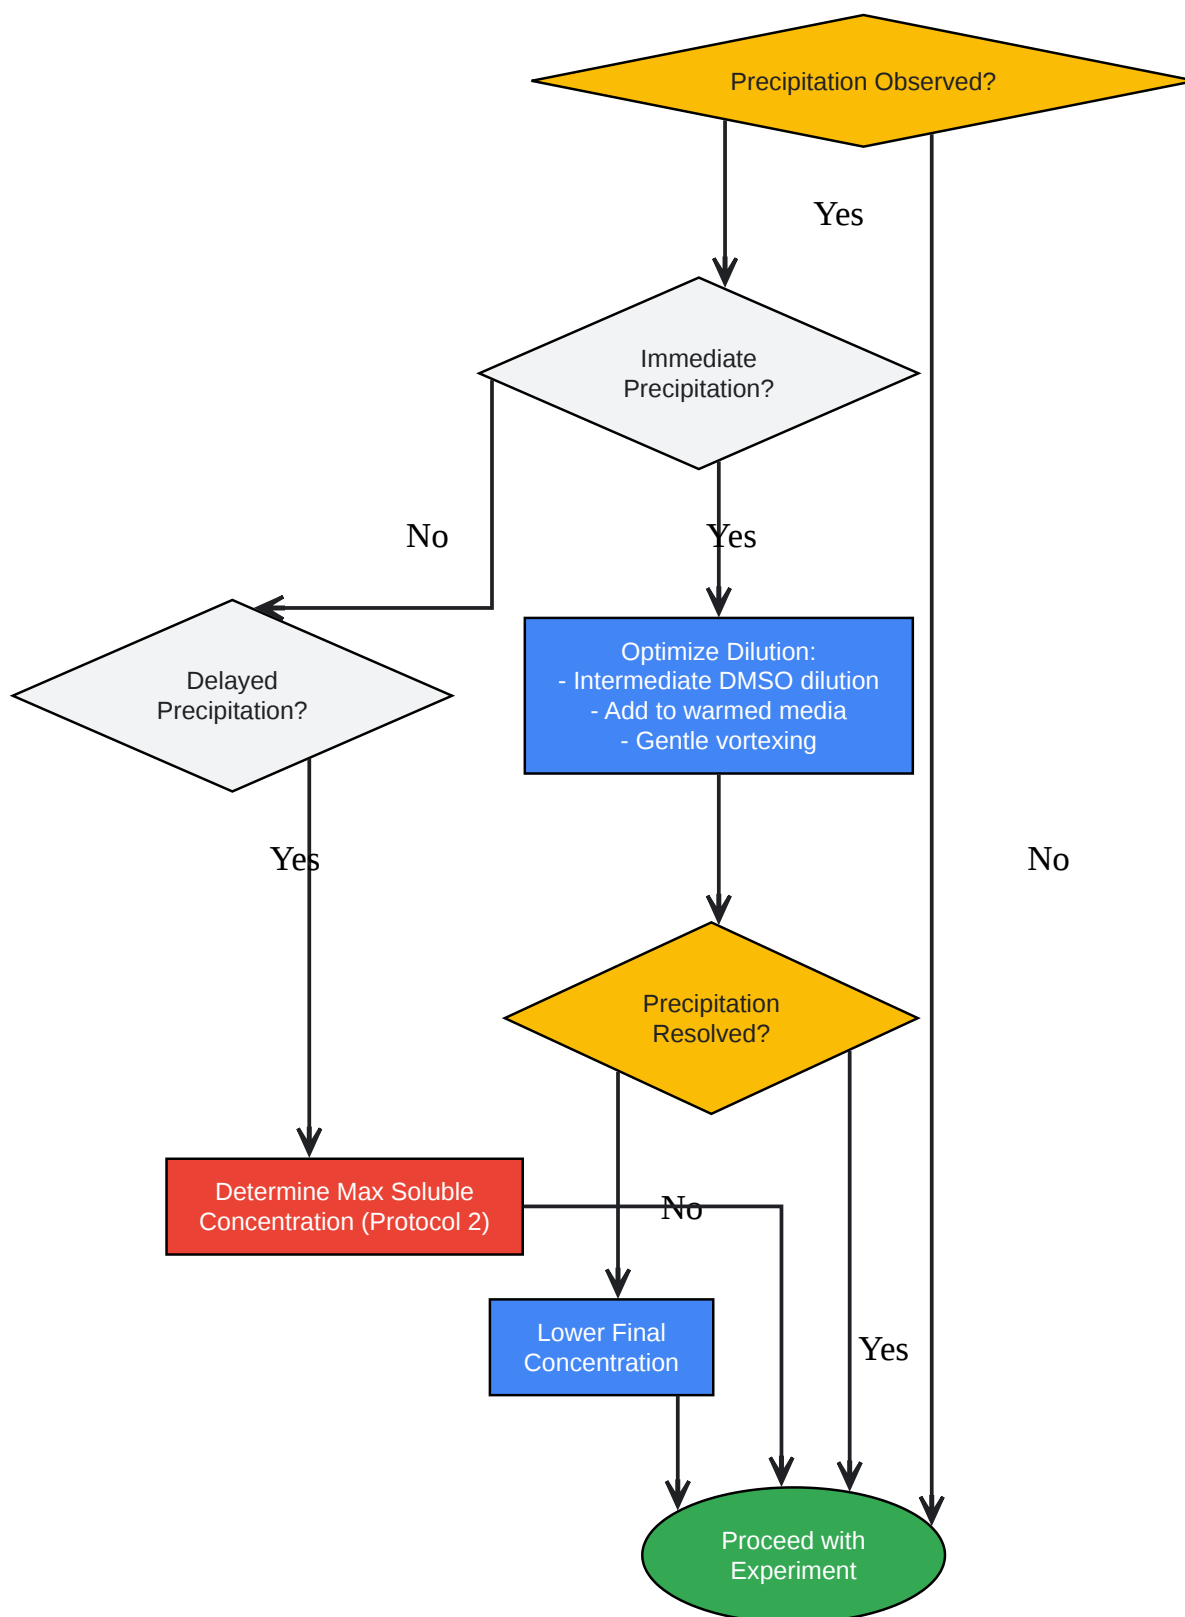 Precipitation Observed?
Yes
Immediate
Precipitation?
No
Yes
Optimize Dilution:
- Intermediate DMSO dilution
- Add to warmed media
- Gentle vortexing
Delayed
Precipitation?
Yes
No
Precipitation
Resolved?
Determine Max Soluble
Concentration (Protocol 2)
No
Lower Final
Concentration
Yes
Proceed with
Experiment